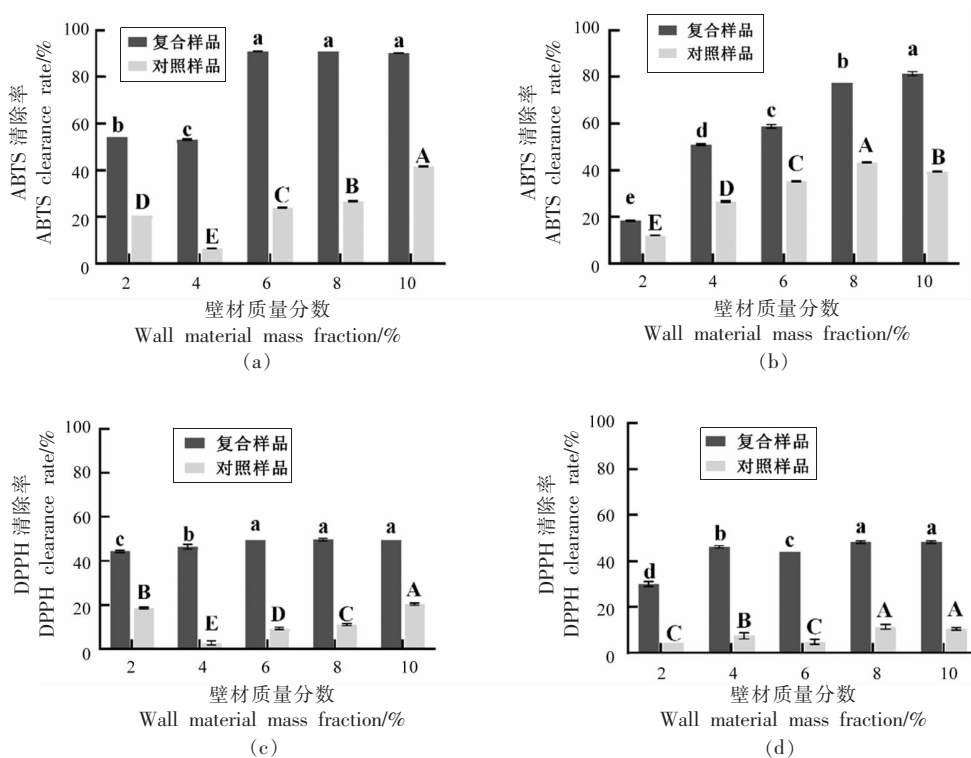 100
80
60
40
20
0
ABTS 清除率
ABTS clearance rate/%
复合样品
对照样品
b
D
c
E
a
C
a
B
a
A
2 4 6 8 10
壁材质量分数
Wall material mass fraction/%
(a)
100
80
60
40
20
0
ABTS 清除率
ABTS clearance rate/%
复合样品
对照样品
e
E
d
D
c
C
b
A
a
B
2 4 6 8 10
壁材质量分数
Wall material mass fraction/%
(b)
100
80
60
40
20
0
DPPH 清除率
DPPH clearance rate/%
复合样品
对照样品
c
B
b
E
a
D
a
C
a
A
2 4 6 8 10
壁材质量分数
Wall material mass fraction/%
(c)
100
80
60
40
20
0
DPPH 清除率
DPPH clearance rate/%
复合样品
对照样品
d
C
b
B
c
C
a
A
a
A
2 4 6 8 10
壁材质量分数
Wall material mass fraction/%
(d)